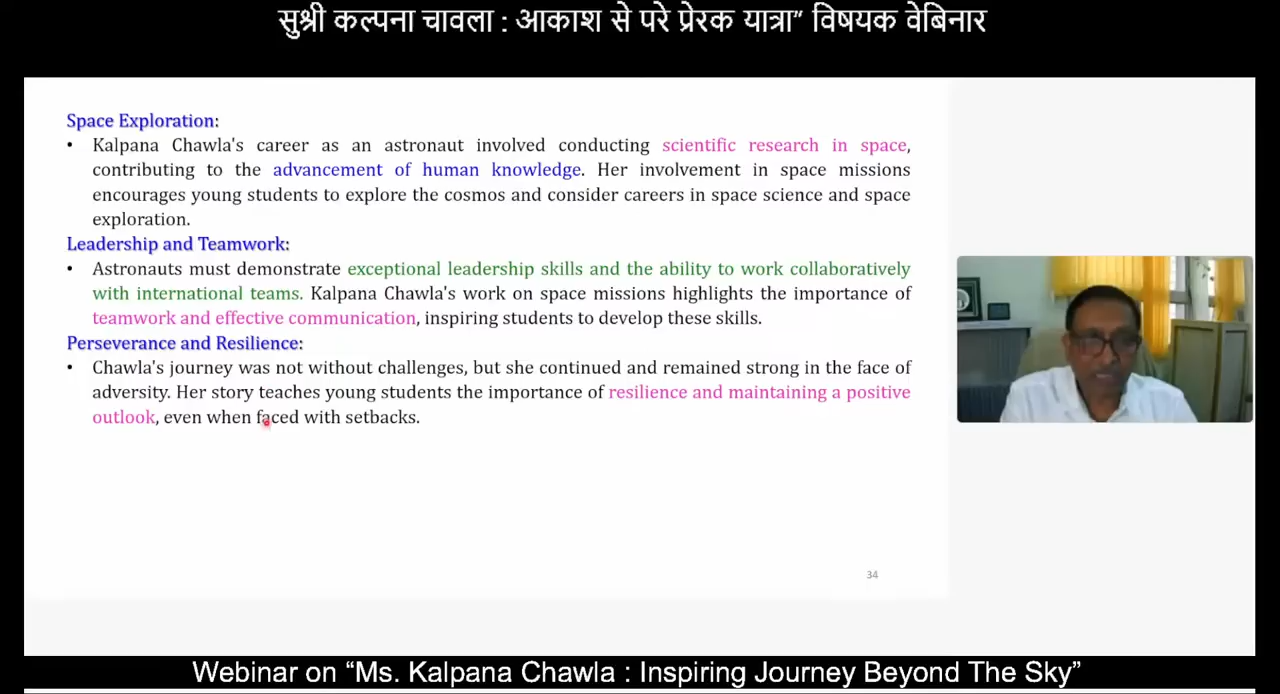 सुश्री कल्पना चावला : आकाश से परे प्रेरक यात्रा” विषयक वेबिनार
Space Exploration:
• Kalpana Chawla's career as an astronaut involved conducting scientific research in space,
contributing to the advancement of human knowledge. Her involvement in space missions
encourages young students to explore the cosmos and consider careers in space science and space
exploration.
Leadership and Teamwork:
• Astronauts must demonstrate exceptional leadership skills and the ability to work collaboratively
with international teams. Kalpana Chawla's work on space missions highlights the importance of
teamwork and effective communication, inspiring students to develop these skills.
Perseverance and Resilience:
• Chawla's journey was not without challenges, but she continued and remained strong in the face of
adversity. Her story teaches young students the importance of resilience and maintaining a positive
outlook, even when faced with setbacks.
34
Webinar on “Ms. Kalpana Chawla : Inspiring Journey Beyond The Sky”